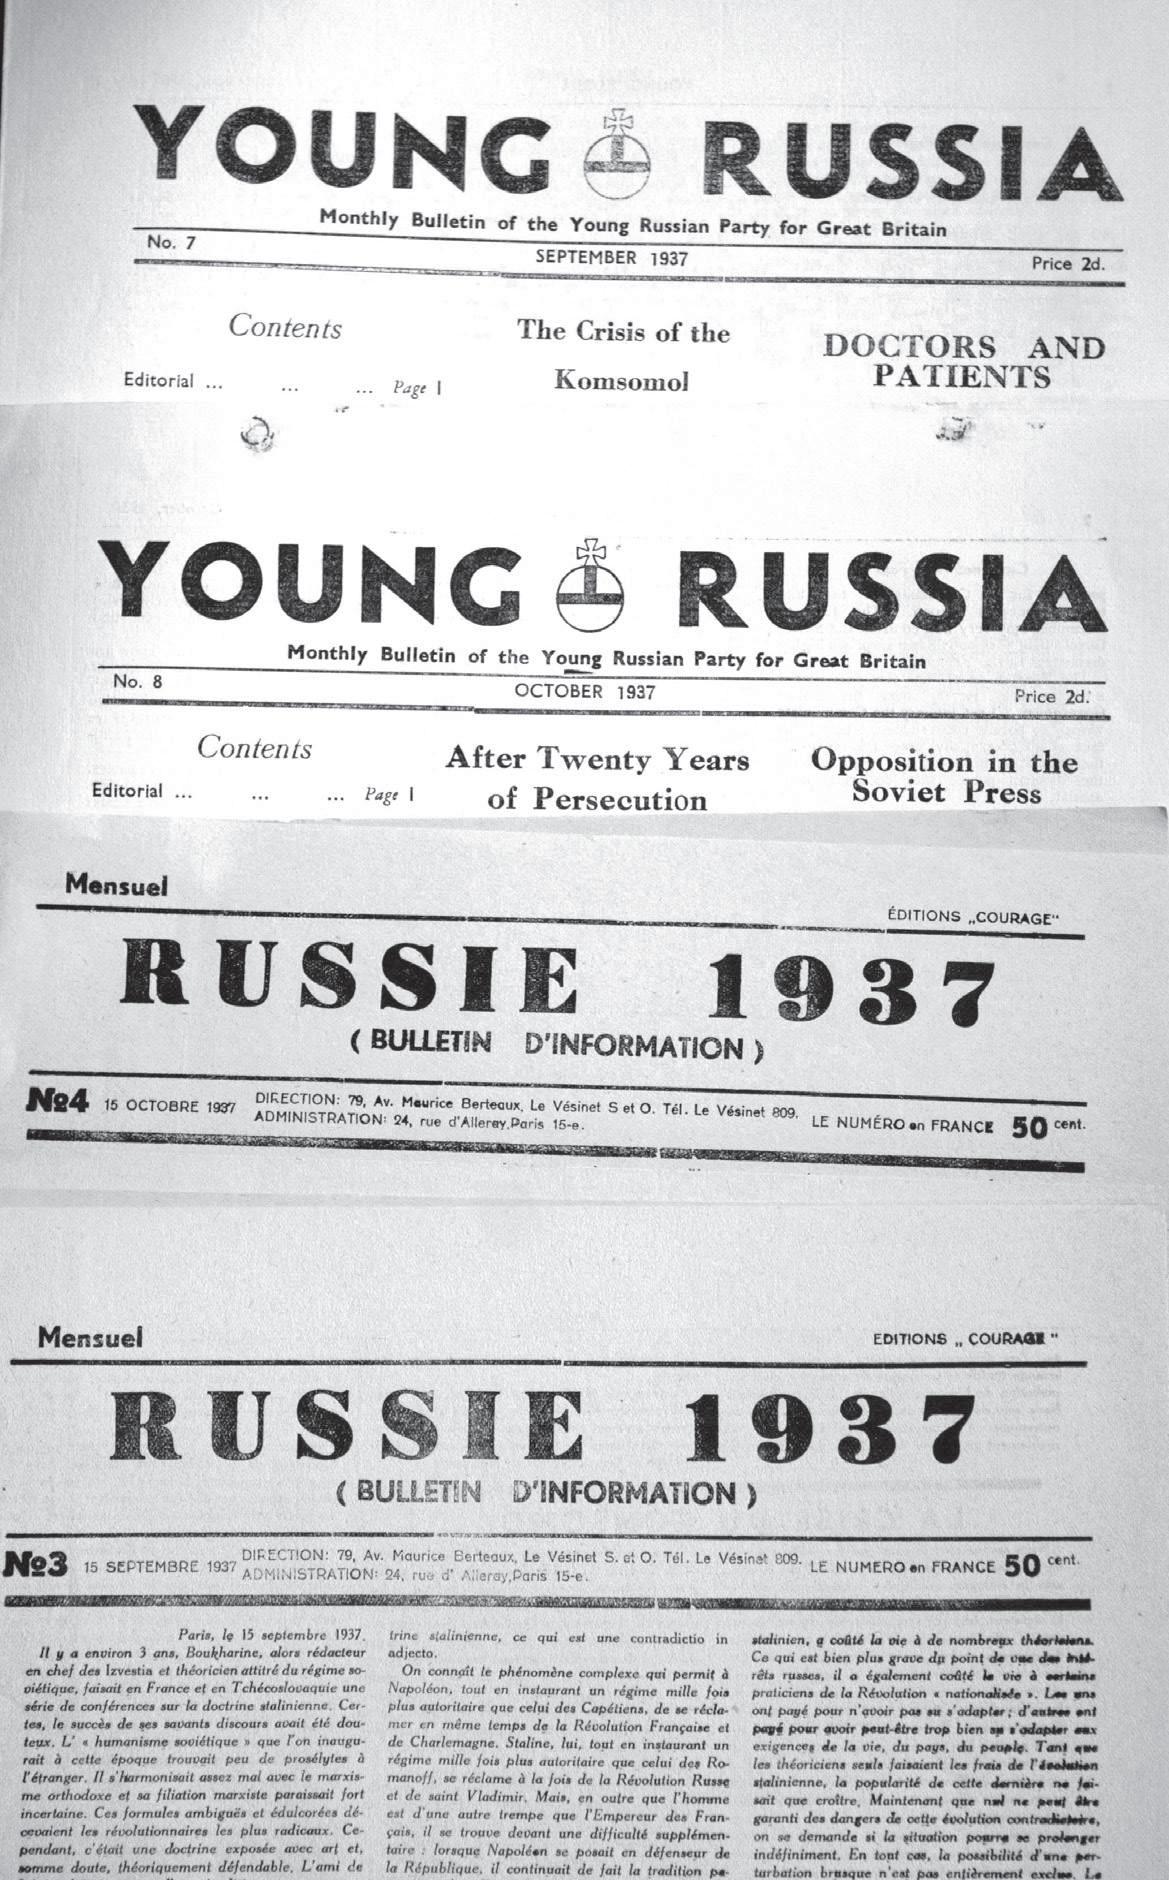 YOUNG RUSSIA
Monthly Bulletin of the Young Russian Party for Great Britain
No. 7
SEPTEMBER 1937
Price 2d.
Contents
Editorial ... ... ... Page 1
The Crisis of the
Komsomol
DOCTORS AND
PATIENTS
YOUNG RUSSIA
Monthly Bulletin of the Young Russian Party for Great Britain
No. 8
OCTOBER 1937
Price 2d.
Contents
Editorial ... ... ... Page 1
After Twenty Years
of Persecution
Opposition in the
Soviet Press
Mensuel
ÉDITIONS „COURAGE“
RUSSIE 1937
( BULLETIN D'INFORMATION )
№4 15 OCTOBRE 1937
DIRECTION: 79, Av. Maurice Berteaux, Le Vésinet S et O. Tél. Le Vésinet 809.
ADMINISTRATION: 24, rue d'Alleray, Paris 15-e.
LE NUMÉRO en FRANCE 50 cent.
Mensuel
EDITIONS „ COURAGE "
RUSSIE 1937
( BULLETIN D'INFORMATION )
№3 15 SEPTEMBRE 1937
DIRECTION: 79, Av. Maurice Berteaux, Le Vésinet S. et O. Tél. Le Vésinet 809.
ADMINISTRATION: 24, rue d' Alleray, Paris 15-e.
LE NUMERO en FRANCE 50 cent.
Paris, le 15 septembre 1937.
Il y a environ 3 ans, Boukharine, alors rédacteur
en chef des Izvestia et théoricien attitré du régime so-
viétique, faisait en France et en Tchécoslovaquie une
série de conférences sur la doctrine stalinienne. Cer-
tes, le succès de ses savants discours avait été dou-
teux. L' « humanisme soviétique » que l'on inaugu-
rait à cette époque trouvait peu de prosélytes à
l'étranger. Il s'harmonisait assez mal avec le marxis-
me orthodoxe et sa filiation marxiste paraissait fort
incertaine. Ces formules ambiguës et édulcorées dé-
cevaient les révolutionnaires les plus radicaux. Ce-
pendant, c'était une doctrine exposée avec art et,
somme doute, théoriquement défendable. L'ami de
trine stalinienne, ce qui est une contradictio in
adjecto.
On connaît le phénomène complexe qui permit à
Napoléon, tout en instaurant un régime mille fois
plus autoritaire que celui des Capétiens, de se récla-
mer en même temps de la Révolution Française et
de Charlemagne. Staline, lui, tout en instaurant un
régime mille fois plus autoritaire que celui des Ro-
manoff, se réclame à la fois de la Révolution Russe
et de saint Vladimir. Mais, en outre que l'homme
est d'une autre trempe que l'Empereur des Fran-
çais, il se trouve devant une difficulté supplémen-
taire : lorsque Napoléon se posait en défenseur de
la République, il continuait de fait la tradition pa-
stalinien, a coûté la vie à de nombreux théoriciens.
Ce qui est bien plus grave du point de vue des inté-
rêts russes, il a également coûté la vie à certains
praticiens de la Révolution « nationalisée ». Les uns
ont payé pour n'avoir pas su s'adapter ; d'autres ont
payé pour avoir peut-être trop bien su s'adapter aux
exigences de la vie, du pays, du peuple. Tant que
les théoriciens seuls faisaient les frais de l'évolution
stalinienne, la popularité de cette dernière ne fai-
sait que croître. Maintenant que nul ne peut être
garanti des dangers de cette évolution contradictoire,
on se demande si la situation pourra se prolonger
indéfiniment. En tout cas, la possibilité d'une per-
turbation brusque n'est pas entièrement exclue. Le